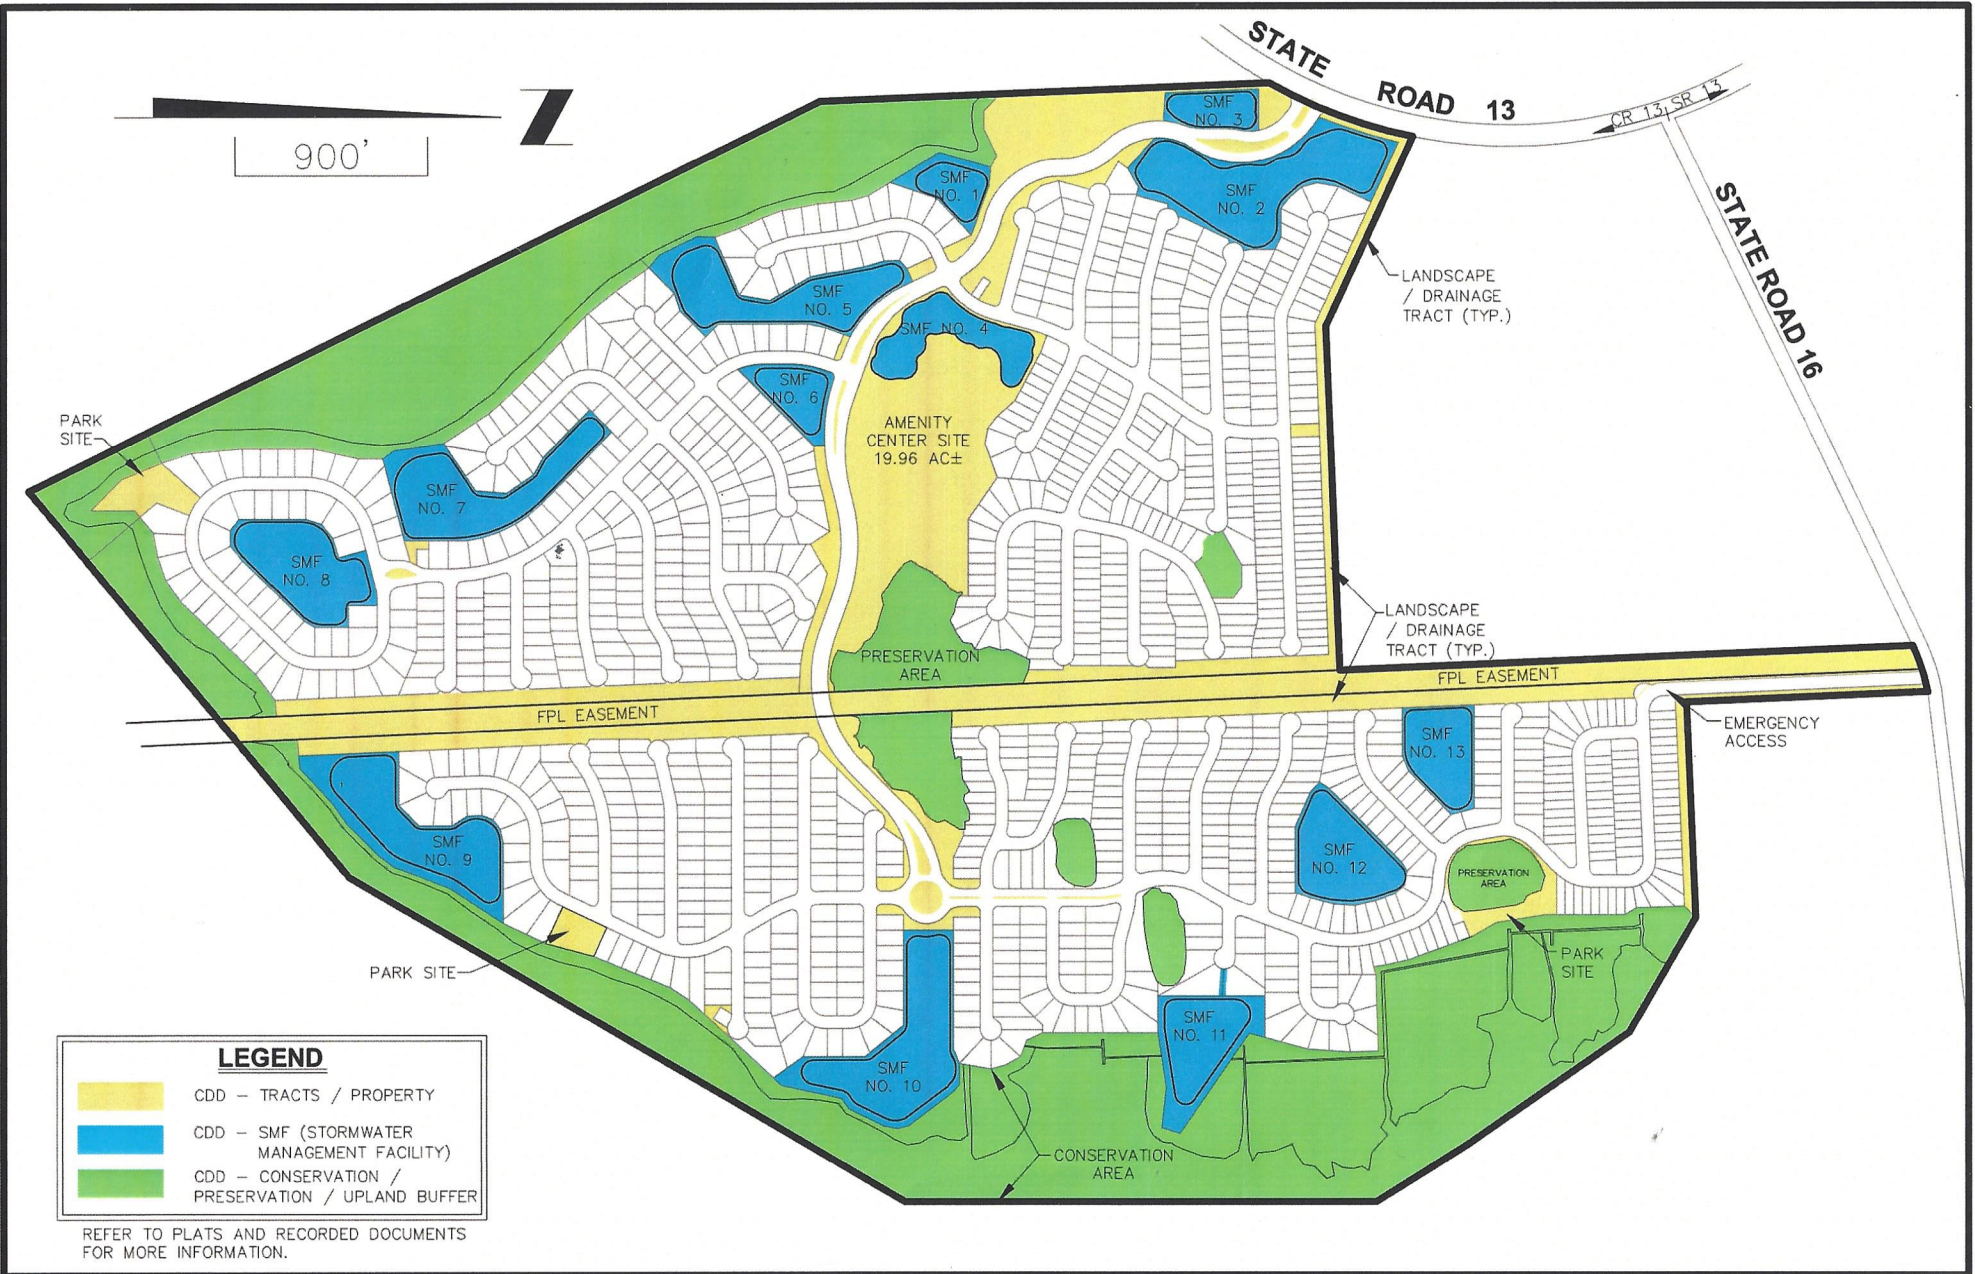 STATE ROAD 13
CR 13
SR 13
STATE ROAD 16
900'
N
SMF
NO. 3
SMF
NO. 1
SMF
NO. 2
LANDSCAPE
/ DRAINAGE
TRACT (TYP.)
SMF
NO. 5
SMF NO. 4
SMF
NO. 6
AMENITY
CENTER SITE
19.96 AC±
PARK
SITE
SMF
NO. 7
SMF
NO. 8
LANDSCAPE
/ DRAINAGE
TRACT (TYP.)
PRESERVATION
AREA
FPL EASEMENT
FPL EASEMENT
EMERGENCY
ACCESS
SMF
NO. 13
SMF
NO. 9
SMF
NO. 12
PRESERVATION
AREA
PARK SITE
PARK
SITE
SMF
NO. 11
SMF
NO. 10
CONSERVATION
AREA
LEGEND
CDD – TRACTS / PROPERTY
CDD – SMF (STORMWATER
MANAGEMENT FACILITY)
CDD – CONSERVATION /
PRESERVATION / UPLAND BUFFER
REFER TO PLATS AND RECORDED DOCUMENTS
FOR MORE INFORMATION.